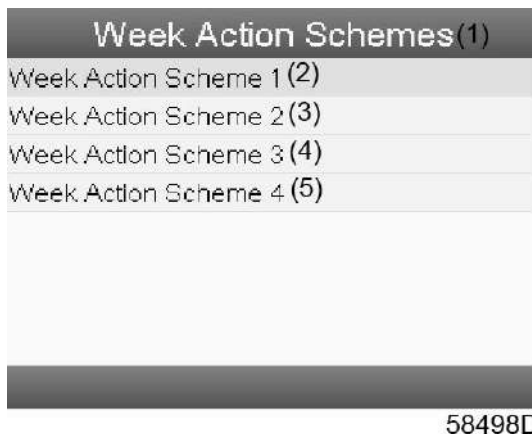 Week Action Schemes(1)
Week Action Scheme 1(2)
Week Action Scheme 2(3)
Week Action Scheme 3(4)
Week Action Scheme 4(5)
58498D